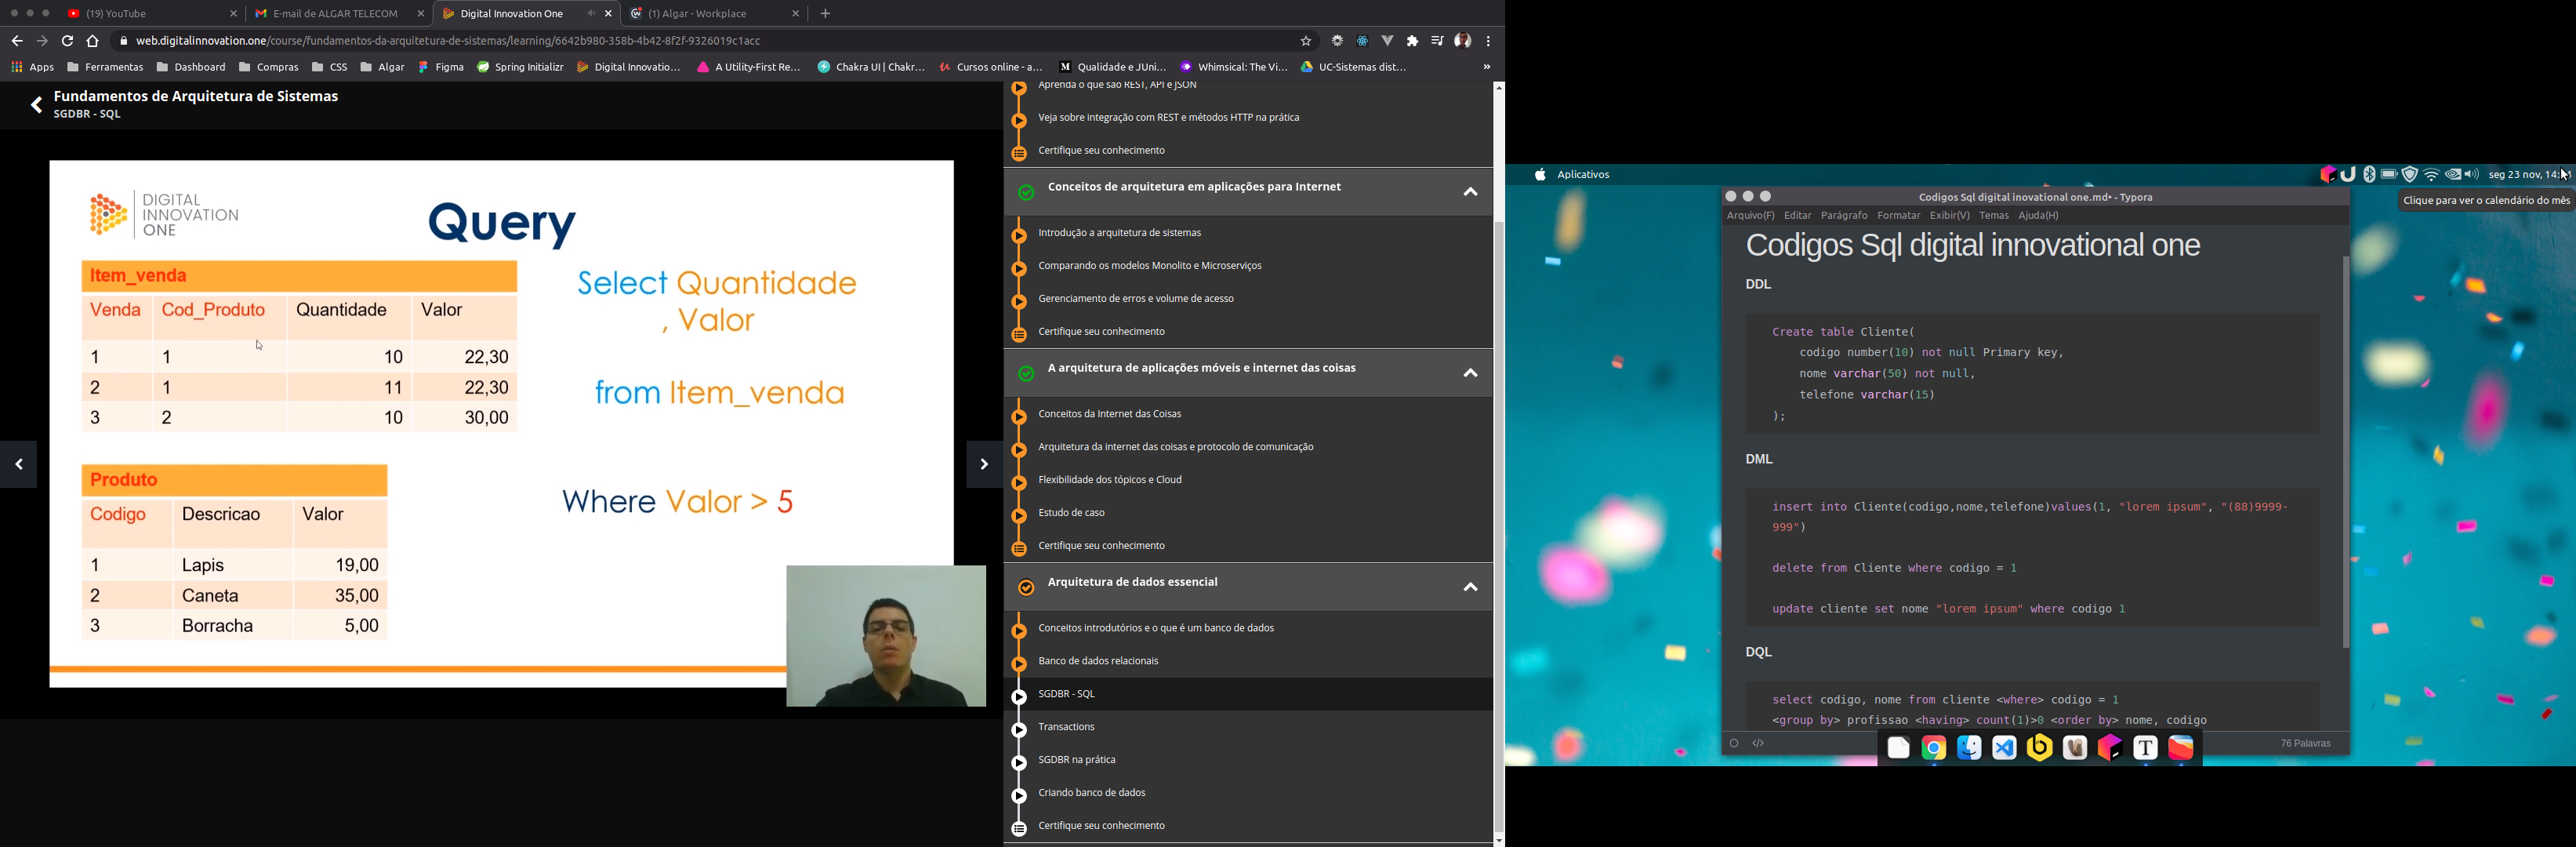 (19) YouTube
E-mail de ALGAR TELECOM
Digital Innovation One
(1) Algar - Workplace
web.digitalinnovation.one/course/fundamentos-da-arquitetura-de-sistemas/learning/6642b980-358b-4b42-8f2f-9326019c1acc
Apps Ferramentas Dashboard Compras CSS Algar Figma Spring Initializr Digital Innovatio... A Utility-First Re... Chakra UI | Chakr... Cursos online - a... Qualidade e JUni... Whimsical: The Vi... UC-Sistemas dist... »
Fundamentos de Arquitetura de Sistemas
SGDBR - SQL
DIGITAL
INNOVATION
ONE
Query
Item_venda
Venda Cod_Produto Quantidade Valor
1 1 10 22,30
2 1 11 22,30
3 2 10 30,00
Produto
Codigo Descricao Valor
1 Lapis 19,00
2 Caneta 35,00
3 Borracha 5,00
Select Quantidade
, Valor
from Item_venda
Where Valor > 5
Aprenda o que são REST, API e JSON
Veja sobre integração com REST e métodos HTTP na prática
Certifique seu conhecimento
Conceitos de arquitetura em aplicações para Internet
Introdução a arquitetura de sistemas
Comparando os modelos Monolito e Microserviços
Gerenciamento de erros e volume de acesso
Certifique seu conhecimento
A arquitetura de aplicações móveis e internet das coisas
Conceitos da Internet das Coisas
Arquitetura da internet das coisas e protocolo de comunicação
Flexibilidade dos tópicos e Cloud
Estudo de caso
Certifique seu conhecimento
Arquitetura de dados essencial
Conceitos introdutórios e o que é um banco de dados
Banco de dados relacionais
SGDBR - SQL
Transactions
SGDBR na prática
Criando banco de dados
Certifique seu conhecimento
Aplicativos
seg 23 nov, 14:
Clique para ver o calendário do mês
Codigos Sql digital inovational one.md• - Typora
Arquivo(F) Editar Parágrafo Formatar Exibir(V) Temas Ajuda(H)
Codigos Sql digital innovational one
DDL
Create table Cliente(
codigo number(10) not null Primary key,
nome varchar(50) not null,
telefone varchar(15)
);
DML
insert into Cliente(codigo,nome,telefone)values(1, "lorem ipsum", "(88)9999-
999")
delete from Cliente where codigo = 1
update cliente set nome "lorem ipsum" where codigo 1
DQL
select codigo, nome from cliente <where> codigo = 1
<group by> profissao <having> count(1)>0 <order by> nome, codigo
</>
76 Palavras